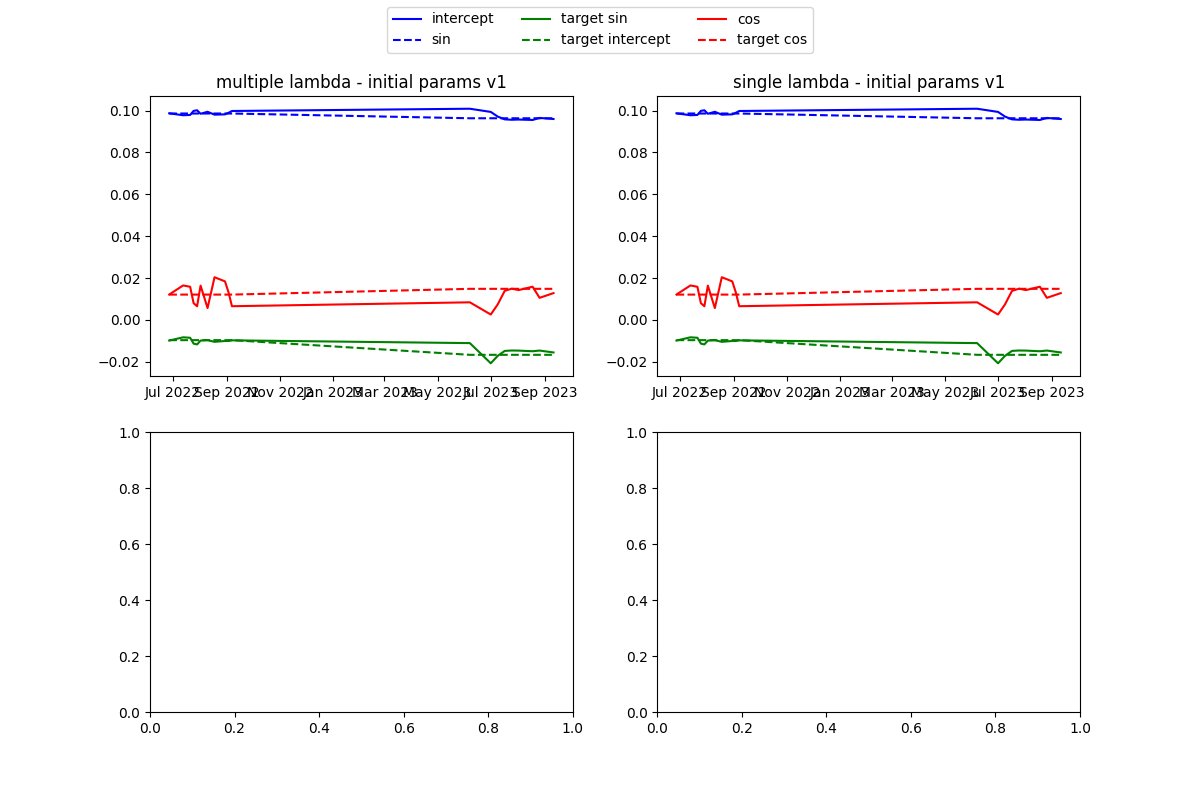 intercept target sin cos
sin target intercept target cos
multiple lambda - initial params v1 single lambda - initial params v1
0.10 0.10
0.08 0.08
0.06 0.06
0.04 0.04
0.02 0.02
0.00 0.00
−0.02 −0.02
Jul 2022 Sep 2022 Nov 2022 Jan 2023 Mar 2023 May 2023 Jul 2023 Sep 2023 Jul 2022 Sep 2022 Nov 2022 Jan 2023 Mar 2023 May 2023 Jul 2023 Sep 2023
1.0 1.0
0.8 0.8
0.6 0.6
0.4 0.4
0.2 0.2
0.0 0.0
0.0 0.2 0.4 0.6 0.8 1.0 0.0 0.2 0.4 0.6 0.8 1.0